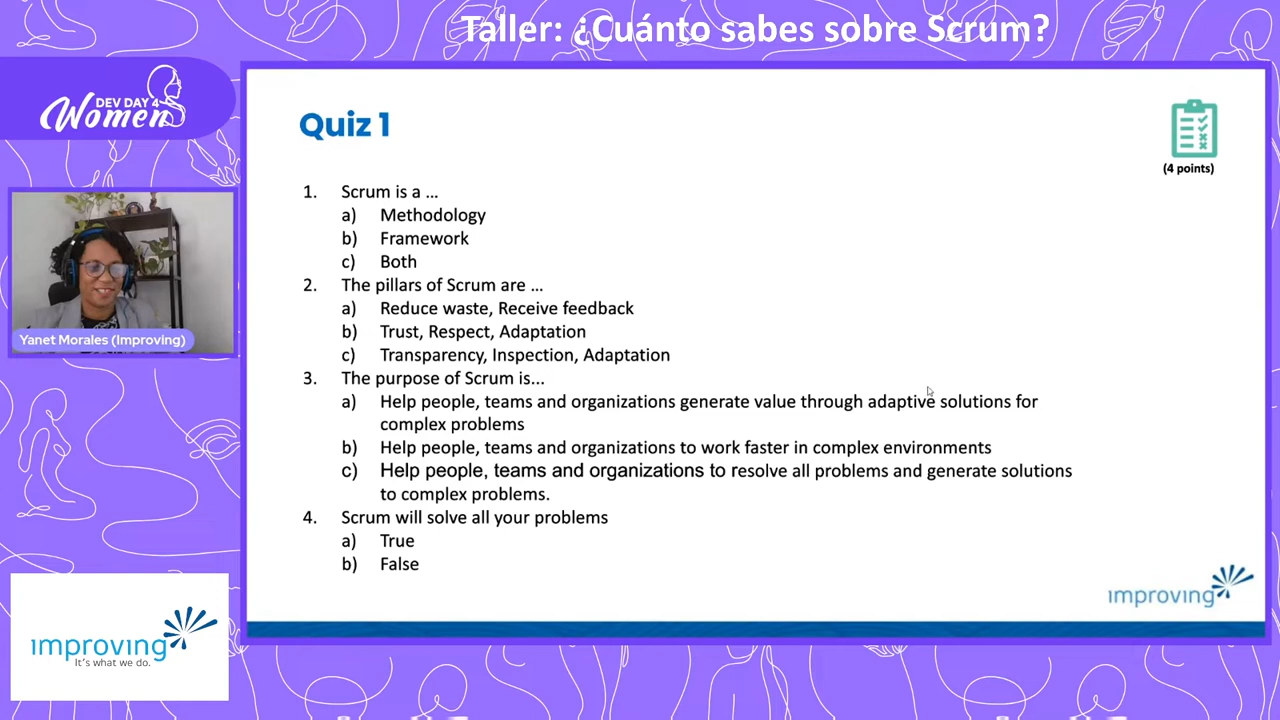 Taller: ¿Cuánto sabes sobre Scrum?
DEV DAY 4
Women
Yanet Morales (Improving)
improving
It's what we do.
Quiz 1
(4 points)
1. Scrum is a ...
a) Methodology
b) Framework
c) Both
2. The pillars of Scrum are ...
a) Reduce waste, Receive feedback
b) Trust, Respect, Adaptation
c) Transparency, Inspection, Adaptation
3. The purpose of Scrum is...
a) Help people, teams and organizations generate value through adaptive solutions for
complex problems
b) Help people, teams and organizations to work faster in complex environments
c) Help people, teams and organizations to resolve all problems and generate solutions
to complex problems.
4. Scrum will solve all your problems
a) True
b) False
improving